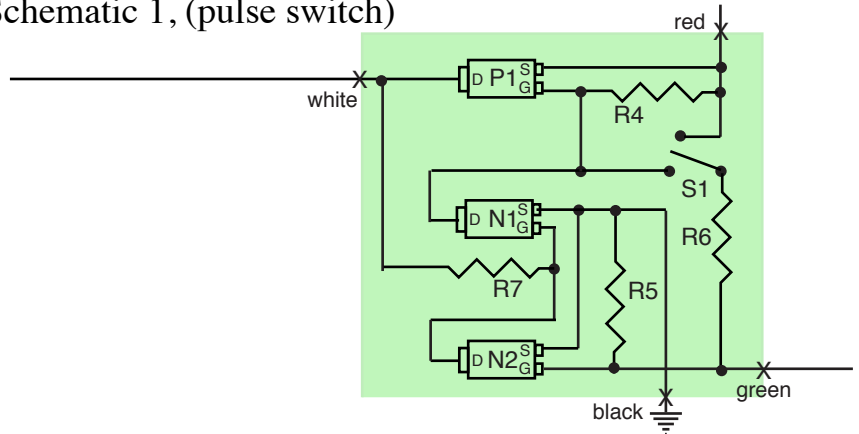 Schematic 1, (pulse switch)
red
white
D P1 S
G
R4
S1
D N1 S
G
R6
R7
R5
D N2 S
G
green
black